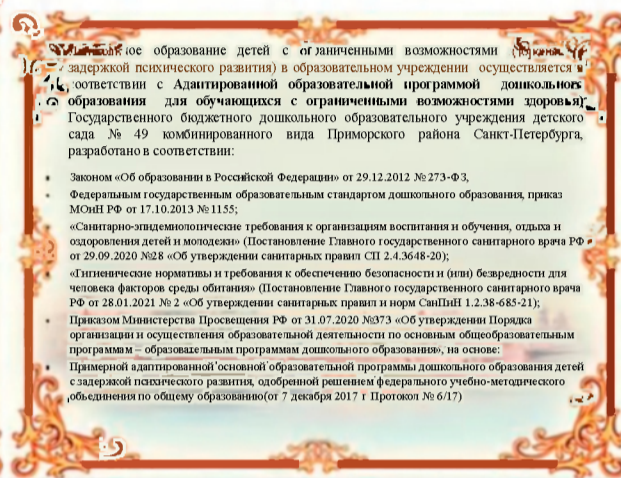 ное образование детей с ограниченными возможностями
задержкой психического развития) в образовательном учреждении осуществляется в
соответствии с Адаптированной образовательной программой дошкольного
образования для обучающихся с ограниченными возможностями здоровья)
Государственного бюджетного дошкольного образовательного учреждения детского
сада № 49 комбинированного вида Приморского района Санкт-Петербурга,
разработано в соответствии:
• Законом «Об образовании в Российской Федерации» от 29.12.2012 №273-ФЗ,
• Федеральным государственным образовательным стандартом дошкольного образования, приказ
МОиН РФ от 17.10.2013 №1155;
• «Санитарно-эпидемиологические требования к организациям воспитания и обучения, отдыха и
оздоровления детей и молодежи» (Постановление Главного государственного санитарного врача РФ
от 29.09.2020 №28 «Об утверждении санитарных правил СП 2.4.3648-20);
• «Гигиенические нормативы и требования к обеспечению безопасности и (или) безвредности для
человека факторов среды обитания» (Постановление Главного государственного санитарного врача
РФ от 28.01.2021 № 2 «Об утверждении санитарных правил и норм СанПиН 1.2.38-685-21);
• Приказом Министерства Просвещения РФ от 31.07.2020 №373 «Об утверждении Порядка
организации и осуществления образовательной деятельности по основным общеобразовательным
программам – образовательным программам дошкольного образования», на основе:
• Примерной адаптированной основной образовательной программы дошкольного образования детей
с задержкой психического развития, одобренной решением федерального учебно-методического
объединения по общему образованию(от 7 декабря 2017 г Протокол № 6/17)